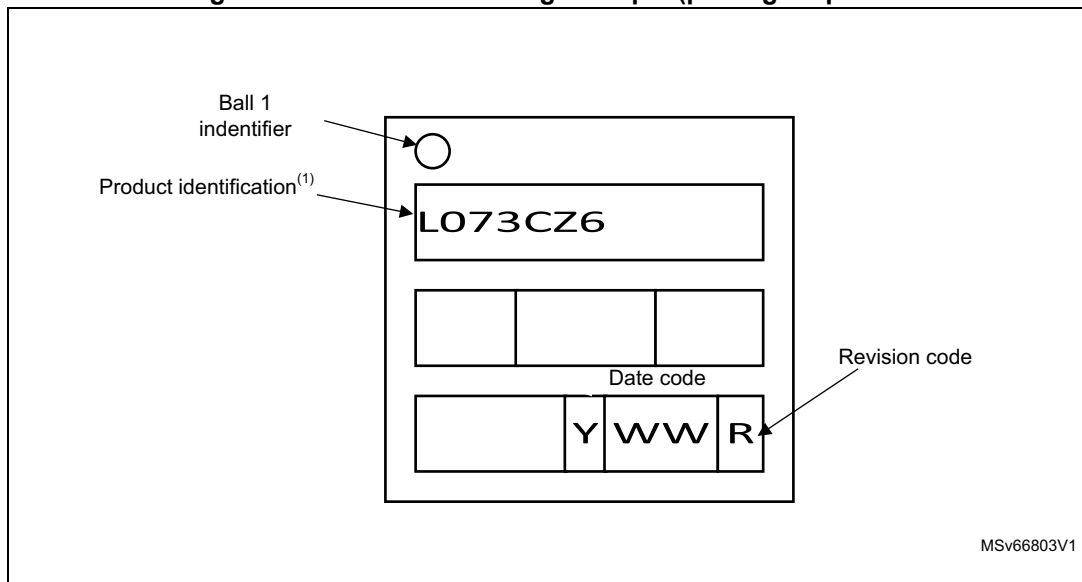 Ball 1
indentifier
Product identification(1)
L073CZ6
Revision code
Date code
Y WW R
MSv66803V1